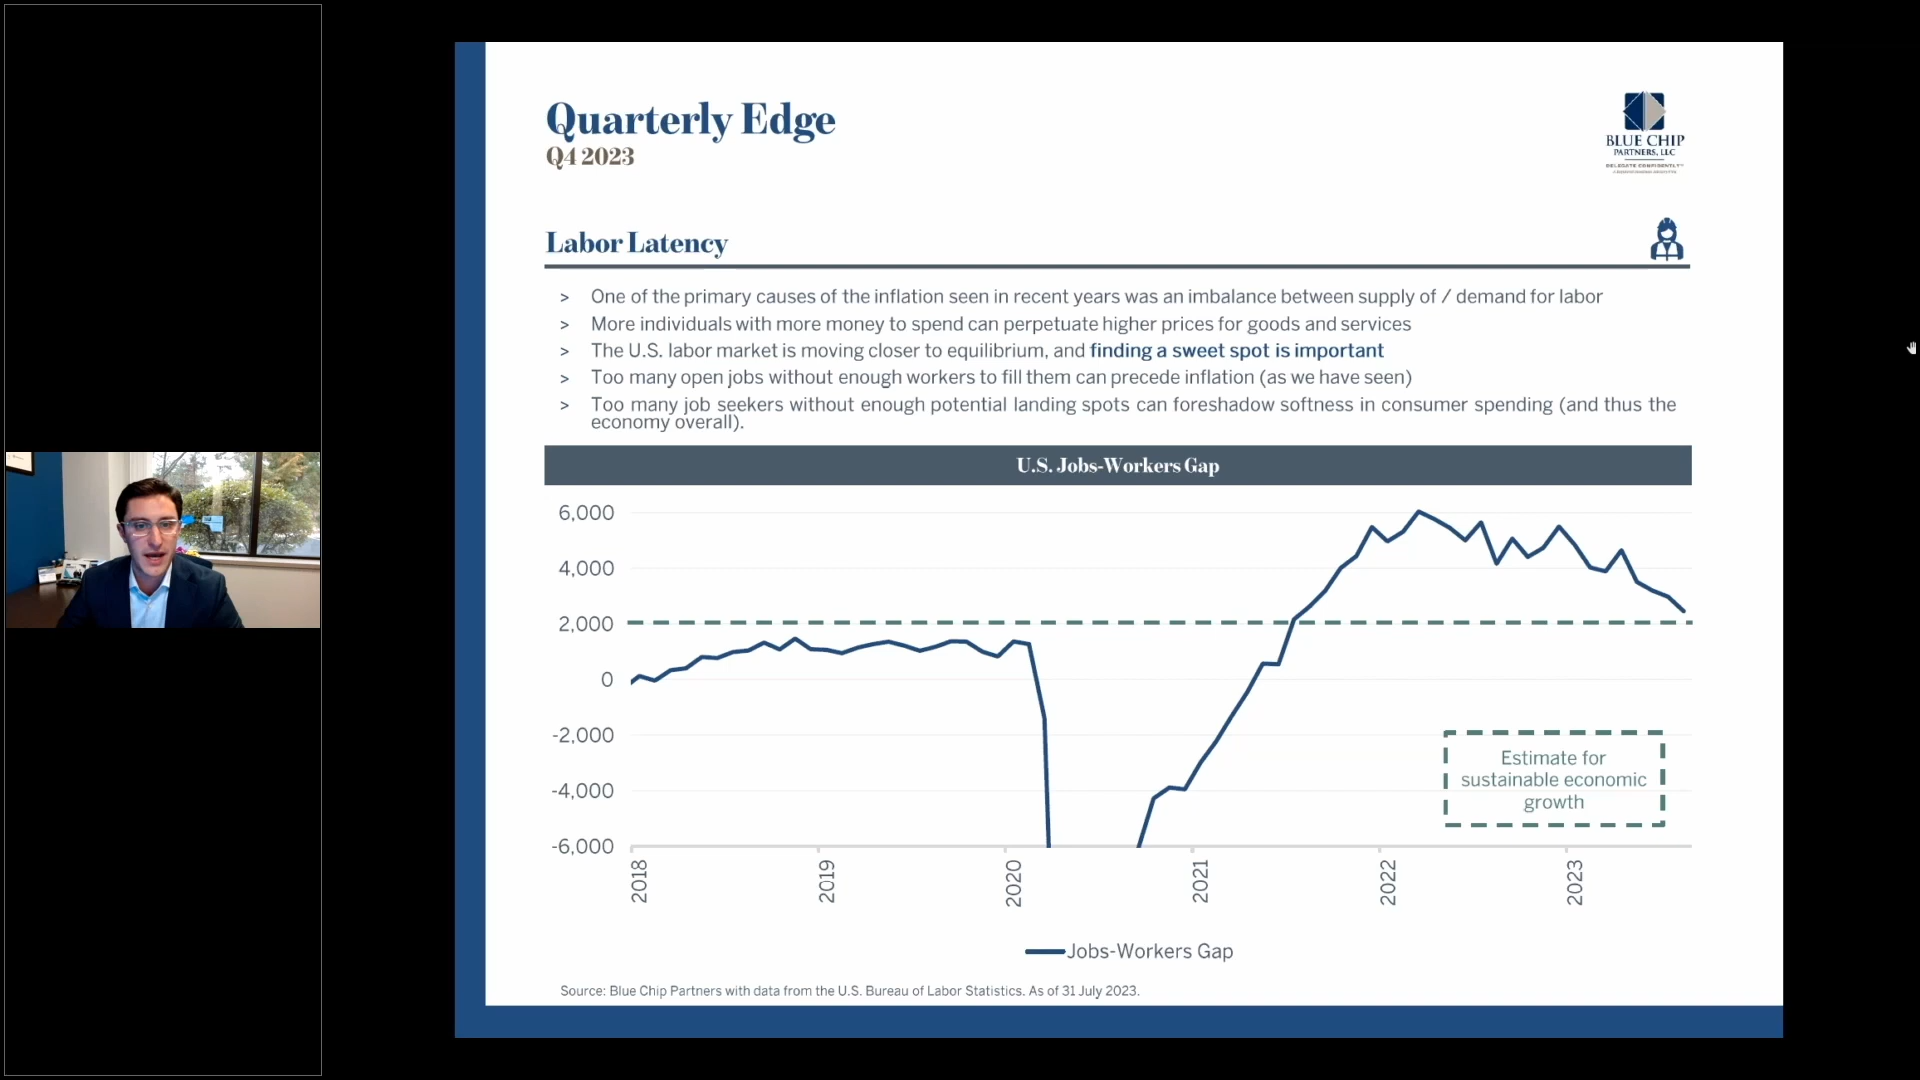 Quarterly Edge
Q4 2023
BLUE CHIP
PARTNERS, LLC
DELEGATE CONFIDENTLY™
Labor Latency
> One of the primary causes of the inflation seen in recent years was an imbalance between supply of / demand for labor
> More individuals with more money to spend can perpetuate higher prices for goods and services
> The U.S. labor market is moving closer to equilibrium, and finding a sweet spot is important
> Too many open jobs without enough workers to fill them can precede inflation (as we have seen)
> Too many job seekers without enough potential landing spots can foreshadow softness in consumer spending (and thus the
economy overall).
U.S. Jobs-Workers Gap
6,000
4,000
2,000
0
-2,000
-4,000
-6,000
Estimate for
sustainable economic
growth
2018
2019
2020
2021
2022
2023
Jobs-Workers Gap
Source: Blue Chip Partners with data from the U.S. Bureau of Labor Statistics. As of 31 July 2023.